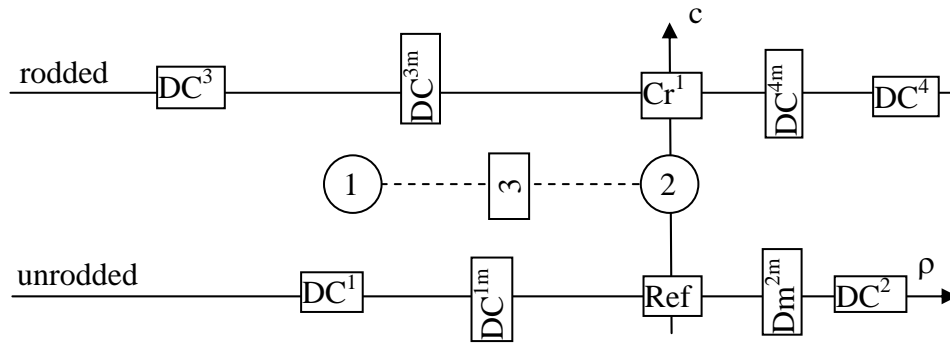 c
rodded DC³ DC³ᵐ Cr¹ DC⁴ᵐ DC⁴
1 3 2
unrodded DC¹ DC¹ᵐ Ref Dm²ᵐ DC² ρ